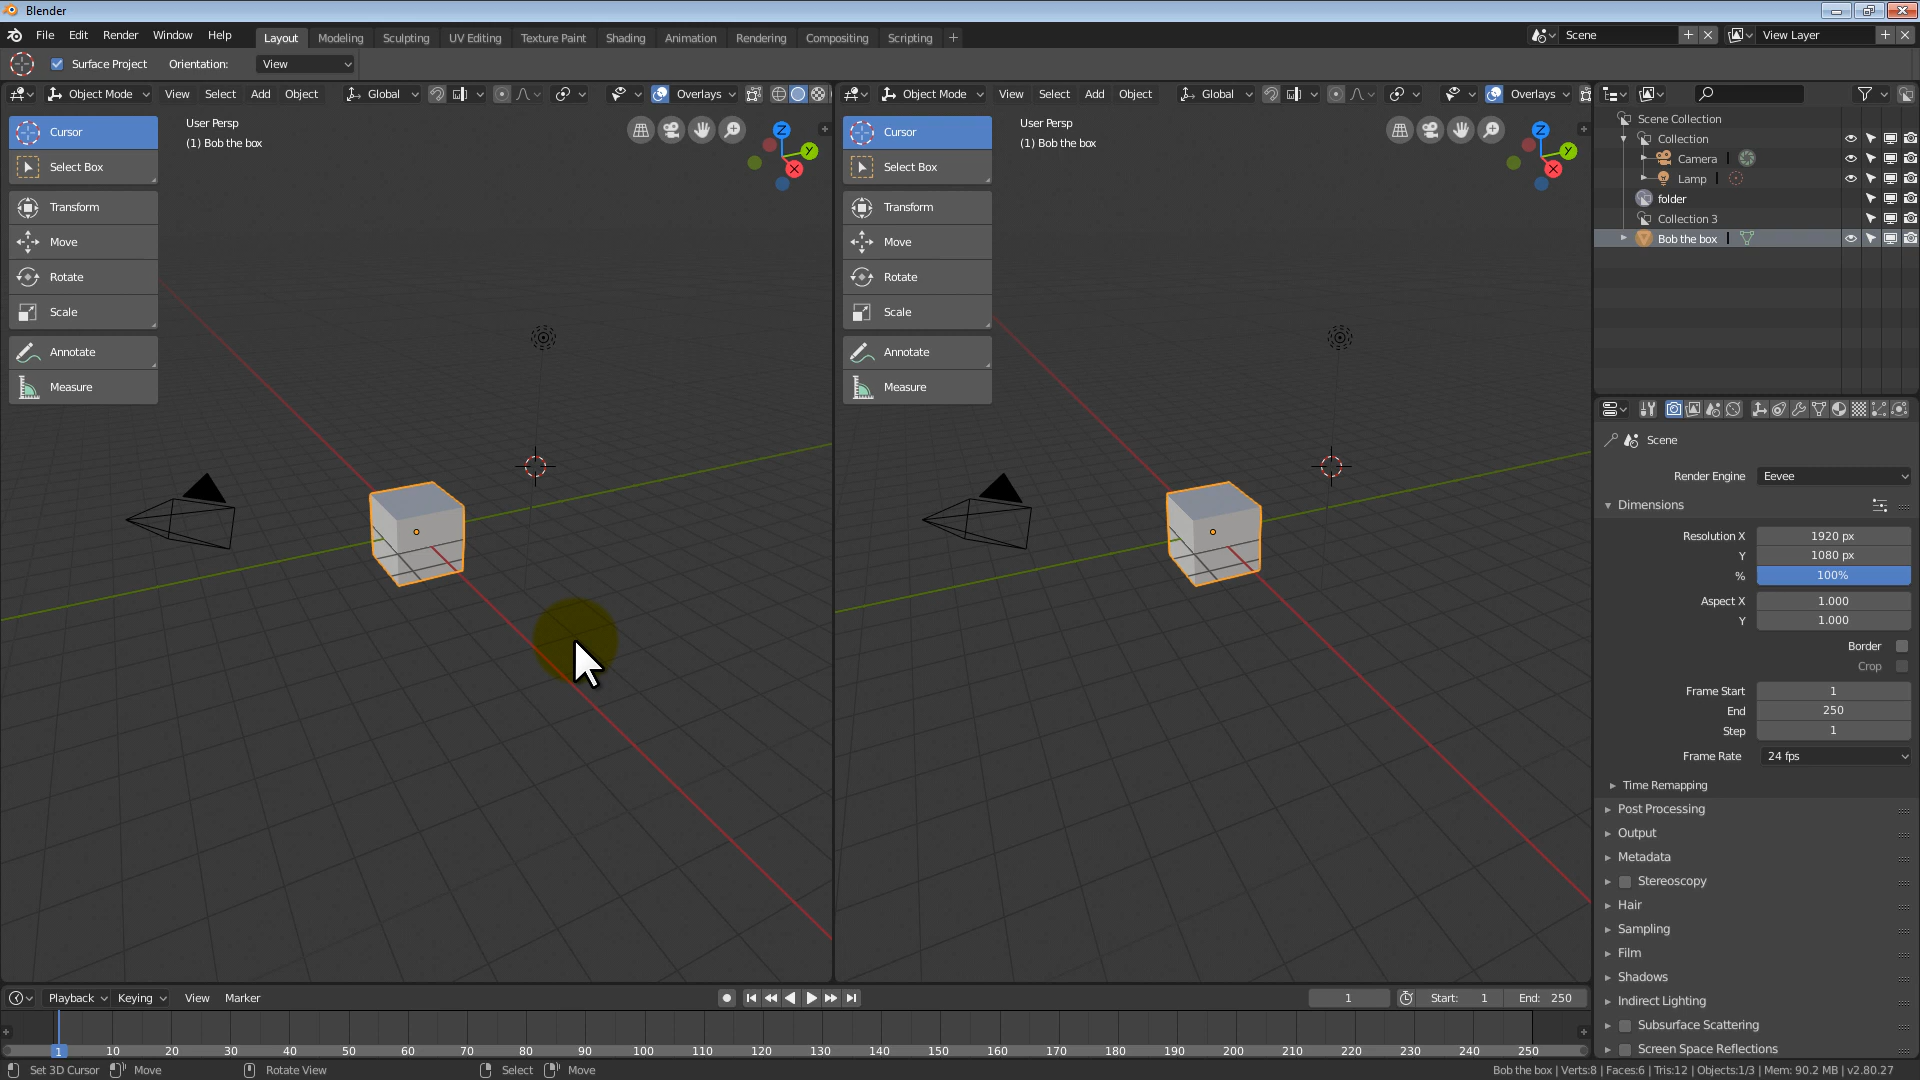 Blender
File Edit Render Window Help Layout Modeling Sculpting UV Editing Texture Paint Shading Animation Rendering Compositing Scripting + Scene View Layer
Surface Project Orientation: View
Object Mode View Select Add Object Global Overlays
Object Mode View Select Add Object Global Overlays
Cursor
Select Box
Transform
Move
Rotate
Scale
Annotate
Measure
User Persp
(1) Bob the box
Z
Y
X
Cursor
Select Box
Transform
Move
Rotate
Scale
Annotate
Measure
User Persp
(1) Bob the box
Z
Y
X
Scene Collection
Collection
Camera
Lamp
folder
Collection 3
Bob the box
Scene
Render Engine Eevee
Dimensions
Resolution X 1920 px
Y 1080 px
% 100%
Aspect X 1.000
Y 1.000
Border
Crop
Frame Start 1
End 250
Step 1
Frame Rate 24 fps
Time Remapping
Post Processing
Output
Metadata
Stereoscopy
Hair
Sampling
Film
Shadows
Indirect Lighting
Subsurface Scattering
Screen Space Reflections
Playback Keying View Marker 1 Start: 1 End: 250
1 10 20 30 40 50 60 70 80 90 100 110 120 130 140 150 160 170 180 190 200 210 220 230 240 250
Set 3D Cursor Move Rotate View Select Move Bob the box | Verts:8 | Faces:6 | Tris:12 | Objects:1/3 | Mem: 90.2 MB | v2.80.27